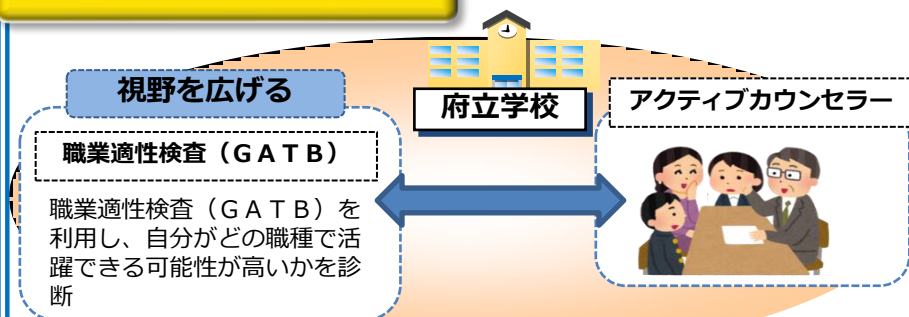 視野を広げる
府立学校
アクティブカウンセラー
職業適性検査（ＧＡＴＢ）
職業適性検査（ＧＡＴＢ）を
利用し、自分がどの職種で活
躍できる可能性が高いかを診
断